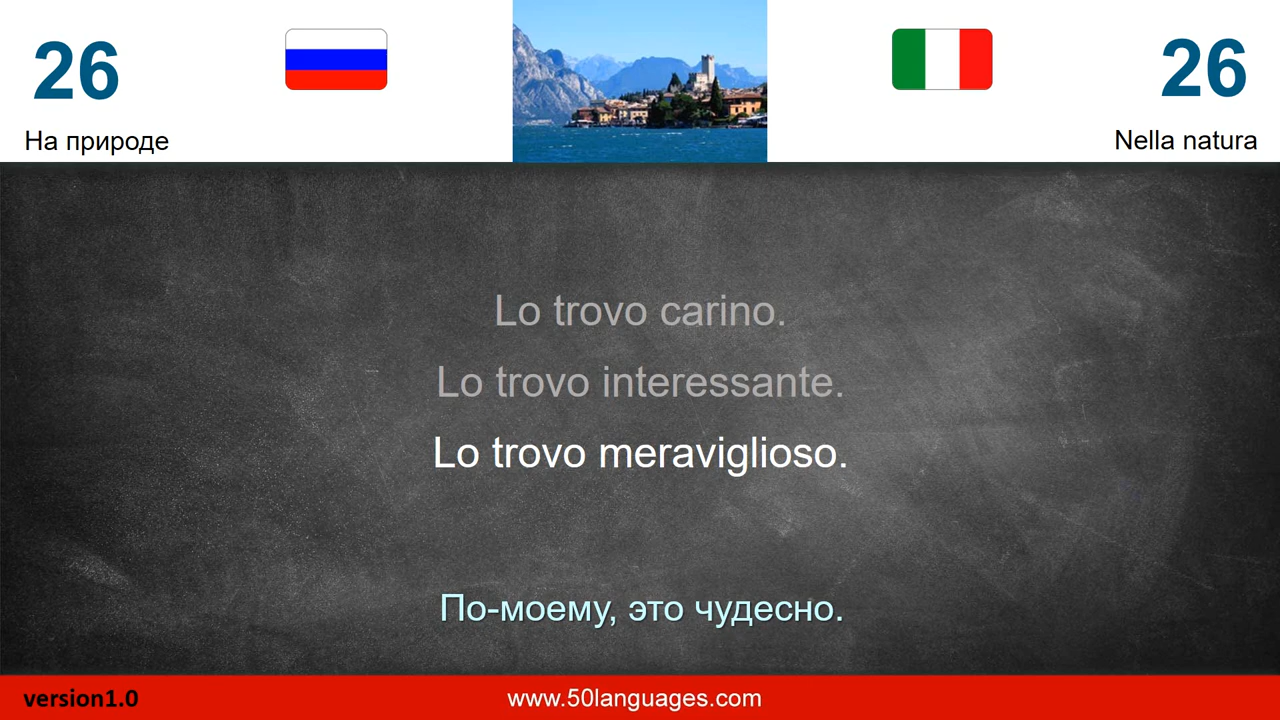 26
На природе
26
Nella natura
Lo trovo carino.
Lo trovo interessante.
Lo trovo meraviglioso.
По-моему, это чудесно.
version1.0
www.50languages.com